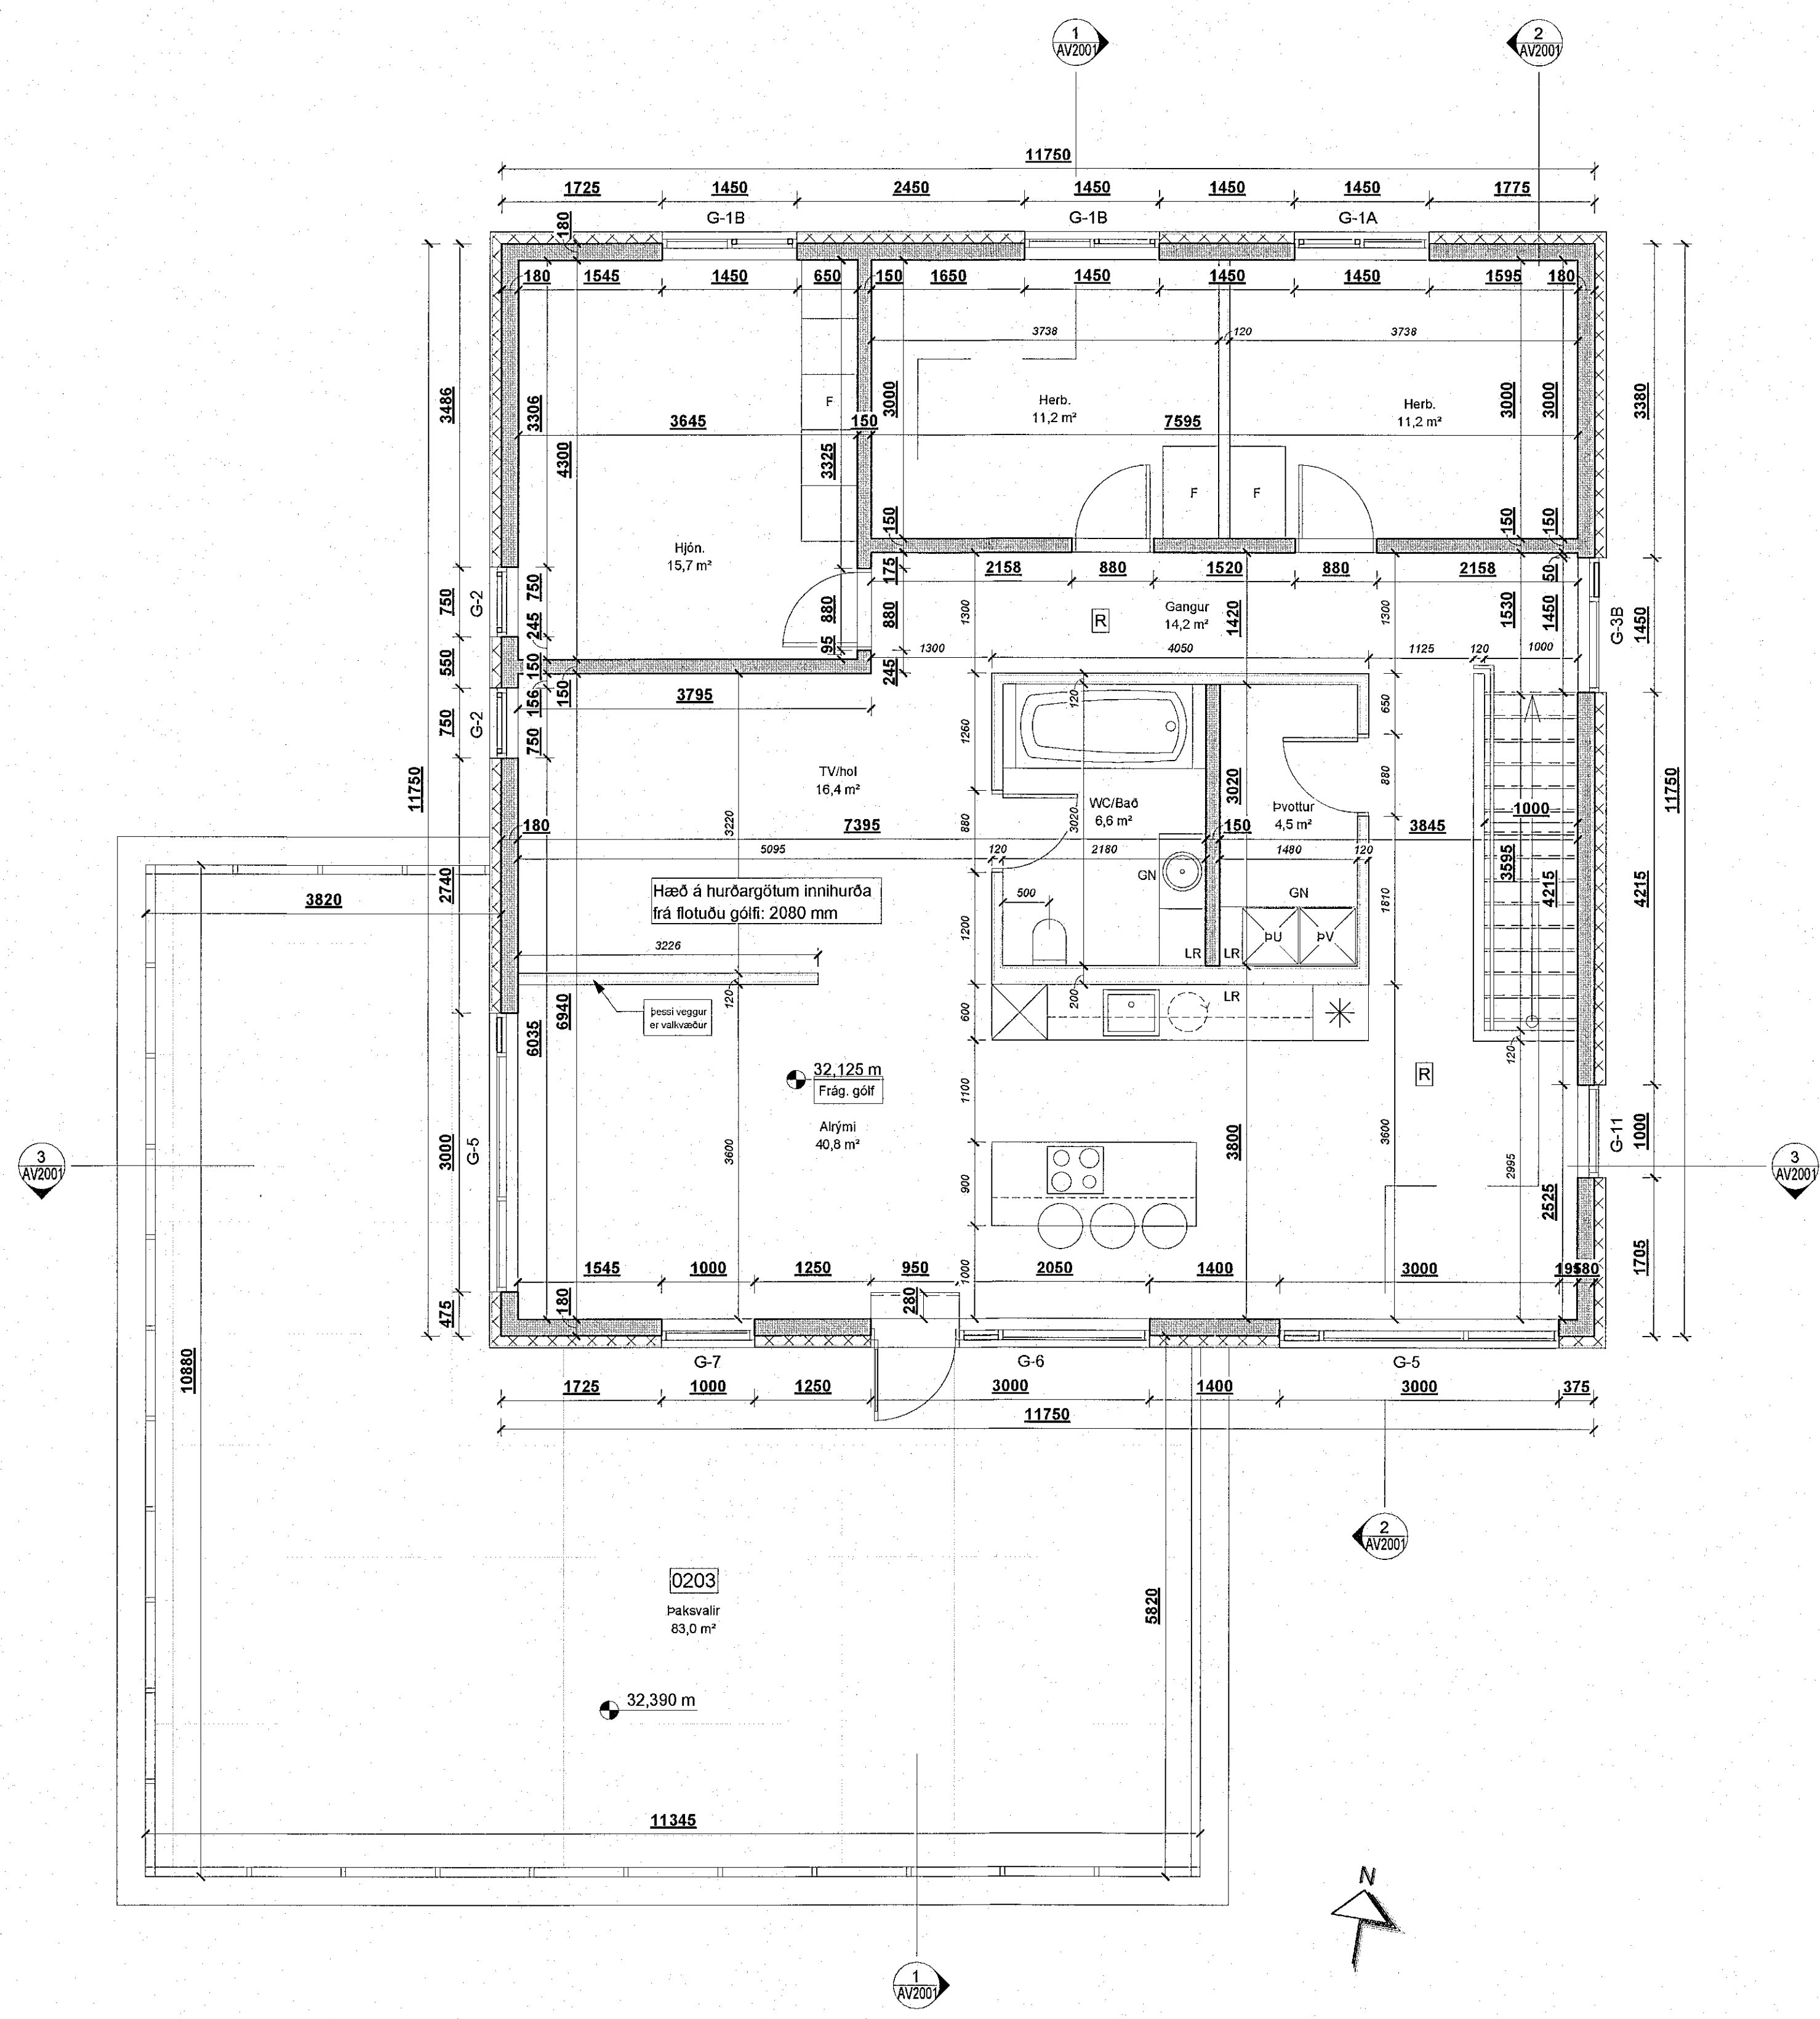 1
AV2001
2
AV2001
11750
1725 1450 2450 1450 1450 1450 1775
G-1B G-1B G-1A
180
180 1545 1450 650 150 1650 1450 1450 1450 1595 180
3738 120 3738
3486 3306 4300 3325 3000 3000 3000 3380
F
Herb.
11,2 m²
Herb.
11,2 m²
3645 150 7595
F F
150 150 150
Hjón.
15,7 m²
175
2158 880 1520 880 2158
50
750 G-2 750 880 880 1300 1420 1300 1530 1450 1450 G-3B
R
Gangur
14,2 m²
245 95 245
550 150 150
1300 4050 1125 120 1000
156
3795
750 G-2 750
120
1260 650
TV/hol
16,4 m²
11750 11750
3020 880
WC/Bað
6,6 m²
Þvottur
4,5 m²
1000
3220 880 3020
180 7395 150 3845
5095 120 2180 1480 120
3595 4215 4215
2740
Hæð á hurðargötum innihurða
frá flotuðu gólfi: 2080 mm
GN
GN
500
3820
1200 1810
ÞU ÞV
3226
LR LR
120 200
LR
þessi veggur
er valkvæður
600
6035 6940
120
32,125 m
Frág. gólf
R
1100
Alrými
40,8 m²
3
AV2001
3000 G-5 3600 3800 3600 2995 G-11 1000
3
AV2001
900
2525
1705
1545 1000 1250 950 1000 2050 1400 3000 195 180
475 180 280
G-7 G-6 G-5
10880
1725 1000 1250 3000 1400 3000 375
11750
2
AV2001
0203
Þaksvalir
83,0 m²
5820
32,390 m
11345
N
1
AV2001